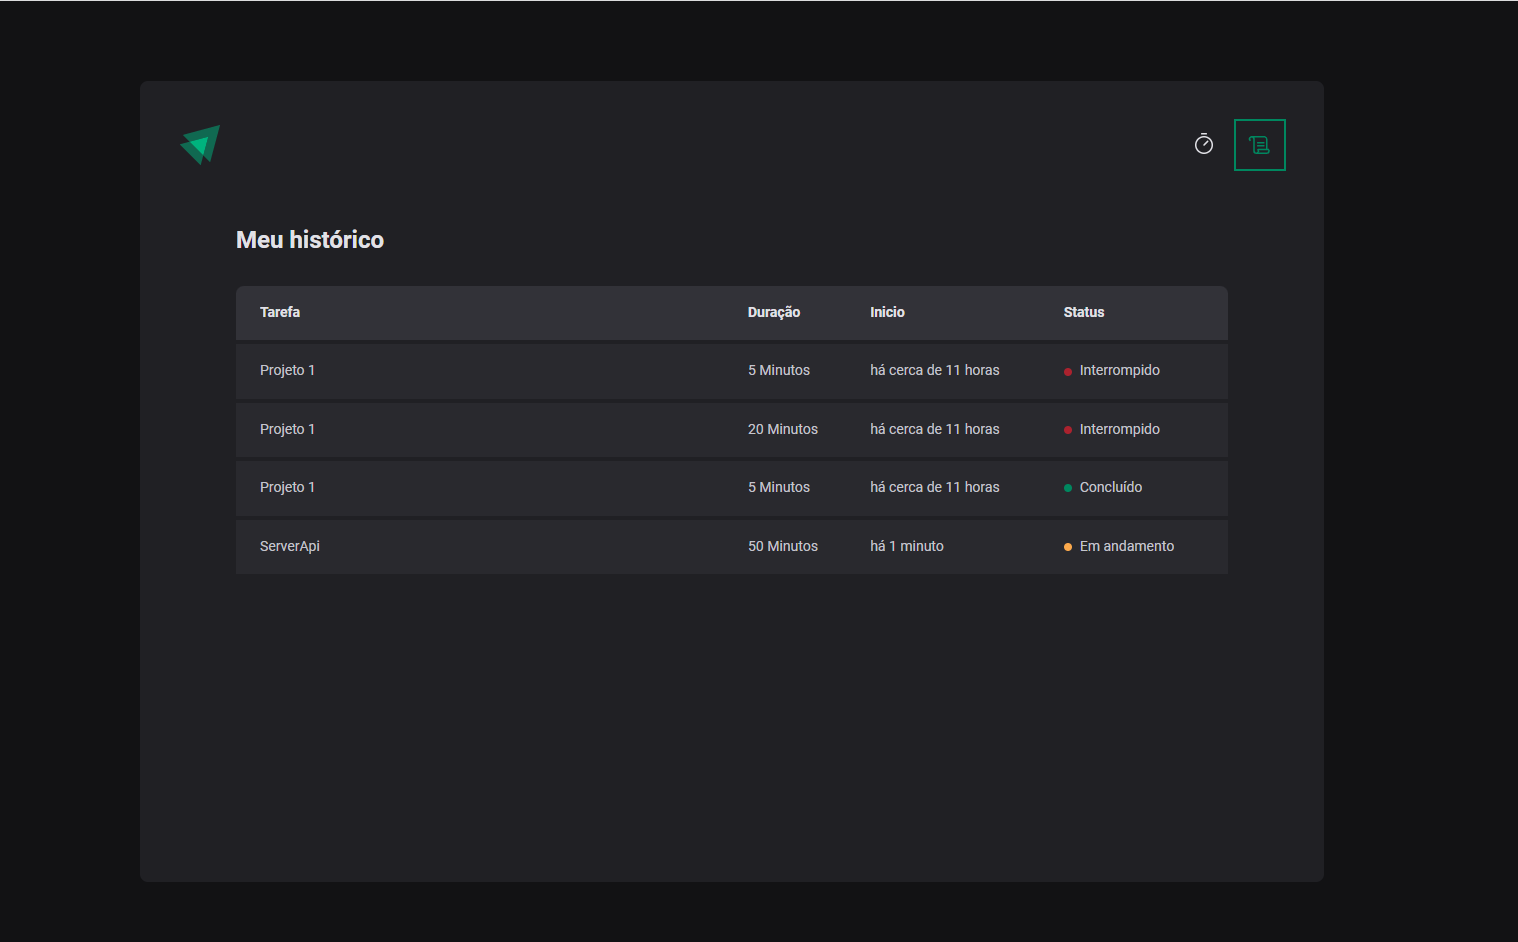 Meu histórico
Tarefa Duração Inicio Status
Projeto 1 5 Minutos há cerca de 11 horas Interrompido
Projeto 1 20 Minutos há cerca de 11 horas Interrompido
Projeto 1 5 Minutos há cerca de 11 horas Concluído
ServerApi 50 Minutos há 1 minuto Em andamento